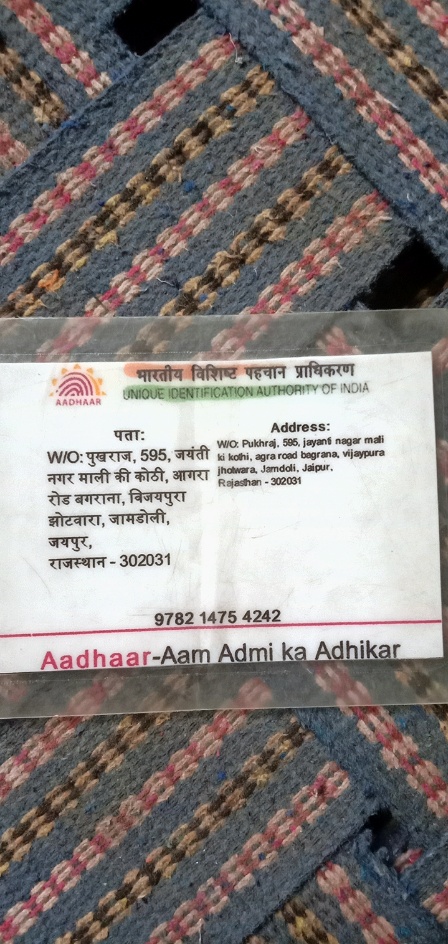 भारतीय विशिष्ट पहचान प्राधिकरण
UNIQUE IDENTIFICATION AUTHORITY OF INDIA
AADHAAR
पता:
W/O: पुखराज, 595, जयंती
नगर माली की कोठी, आगरा
रोड बगराना, विजयपुरा
झोटवारा, जामडोली,
जयपुर,
राजस्थान - 302031
Address:
W/O: Pukhraj, 595, jayanti nagar mali
ki kothi, agra road bagrana, vijaypura
jhotwara, Jamdoli, Jaipur,
Rajasthan - 302031
9782 1475 4242
Aadhaar-Aam Admi ka Adhikar